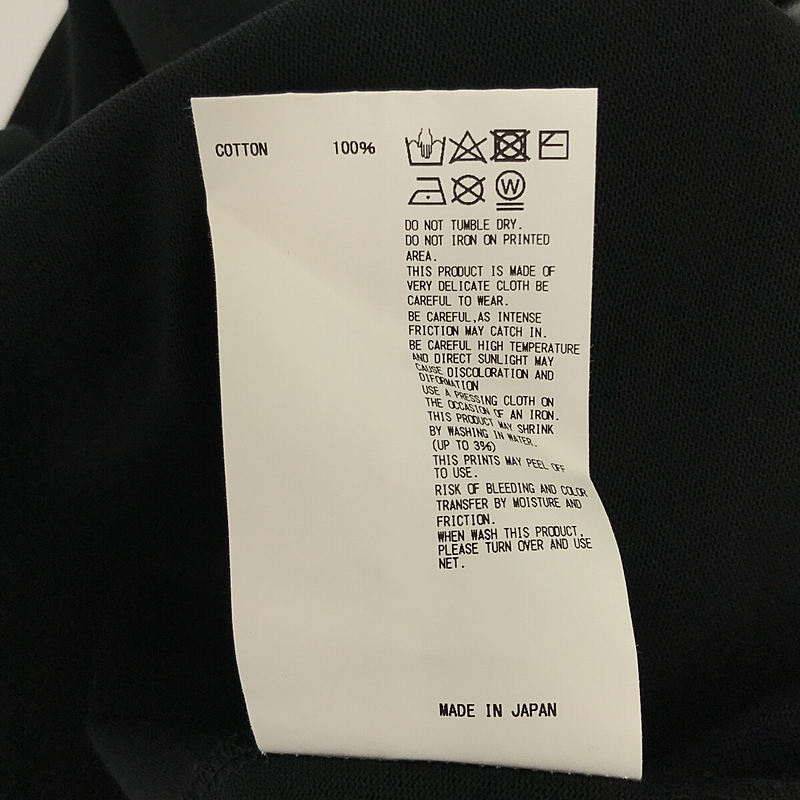 COTTON 100%
W
DO NOT TUMBLE DRY.
DO NOT IRON ON PRINTED
AREA.
THIS PRODUCT IS MADE OF
VERY DELICATE CLOTH BE
CAREFUL TO WEAR.
BE CAREFUL,AS INTENSE
FRICTION MAY CATCH IN.
BE CAREFUL HIGH TEMPERATURE
AND DIRECT SUNLIGHT MAY
CAUSE DISCOLORATION AND
DIFORMATION
USE A PRESSING CLOTH ON
THE OCCASION OF AN IRON.
THIS PRODUCT MAY SHRINK
BY WASHING IN WATER.
(UP TO 3%)
THIS PRINTS MAY PEEL OFF
TO USE.
RISK OF BLEEDING AND COLOR
TRANSFER BY MOISTURE AND
FRICTION.
WHEN WASH THIS PRODUCT,
PLEASE TURN OVER AND USE
NET.
MADE IN JAPAN